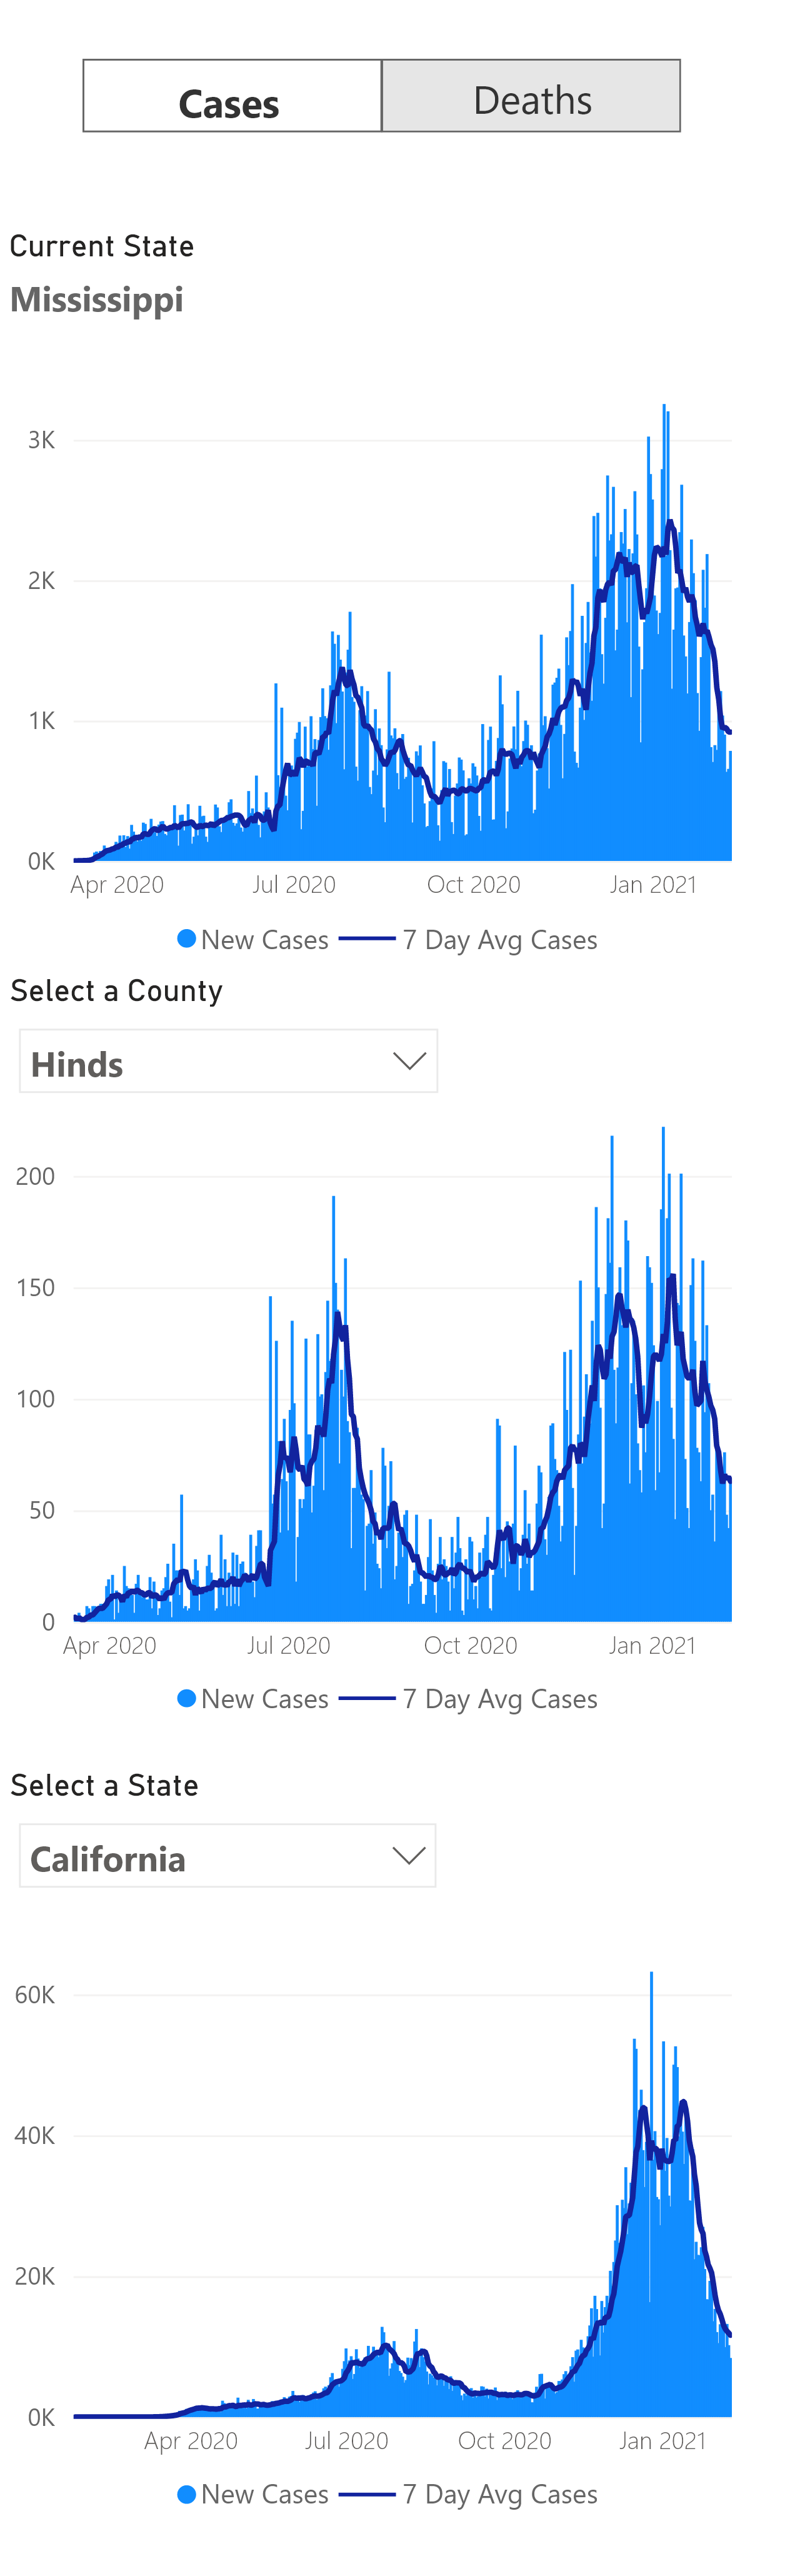 Cases Deaths
Current State
Mississippi
3K
2K
1K
0K
Apr 2020 Jul 2020 Oct 2020 Jan 2021
New Cases 7 Day Avg Cases
Select a County
Hinds
200
150
100
50
0
Apr 2020 Jul 2020 Oct 2020 Jan 2021
New Cases 7 Day Avg Cases
Select a State
California
60K
40K
20K
0K
Apr 2020 Jul 2020 Oct 2020 Jan 2021
New Cases 7 Day Avg Cases